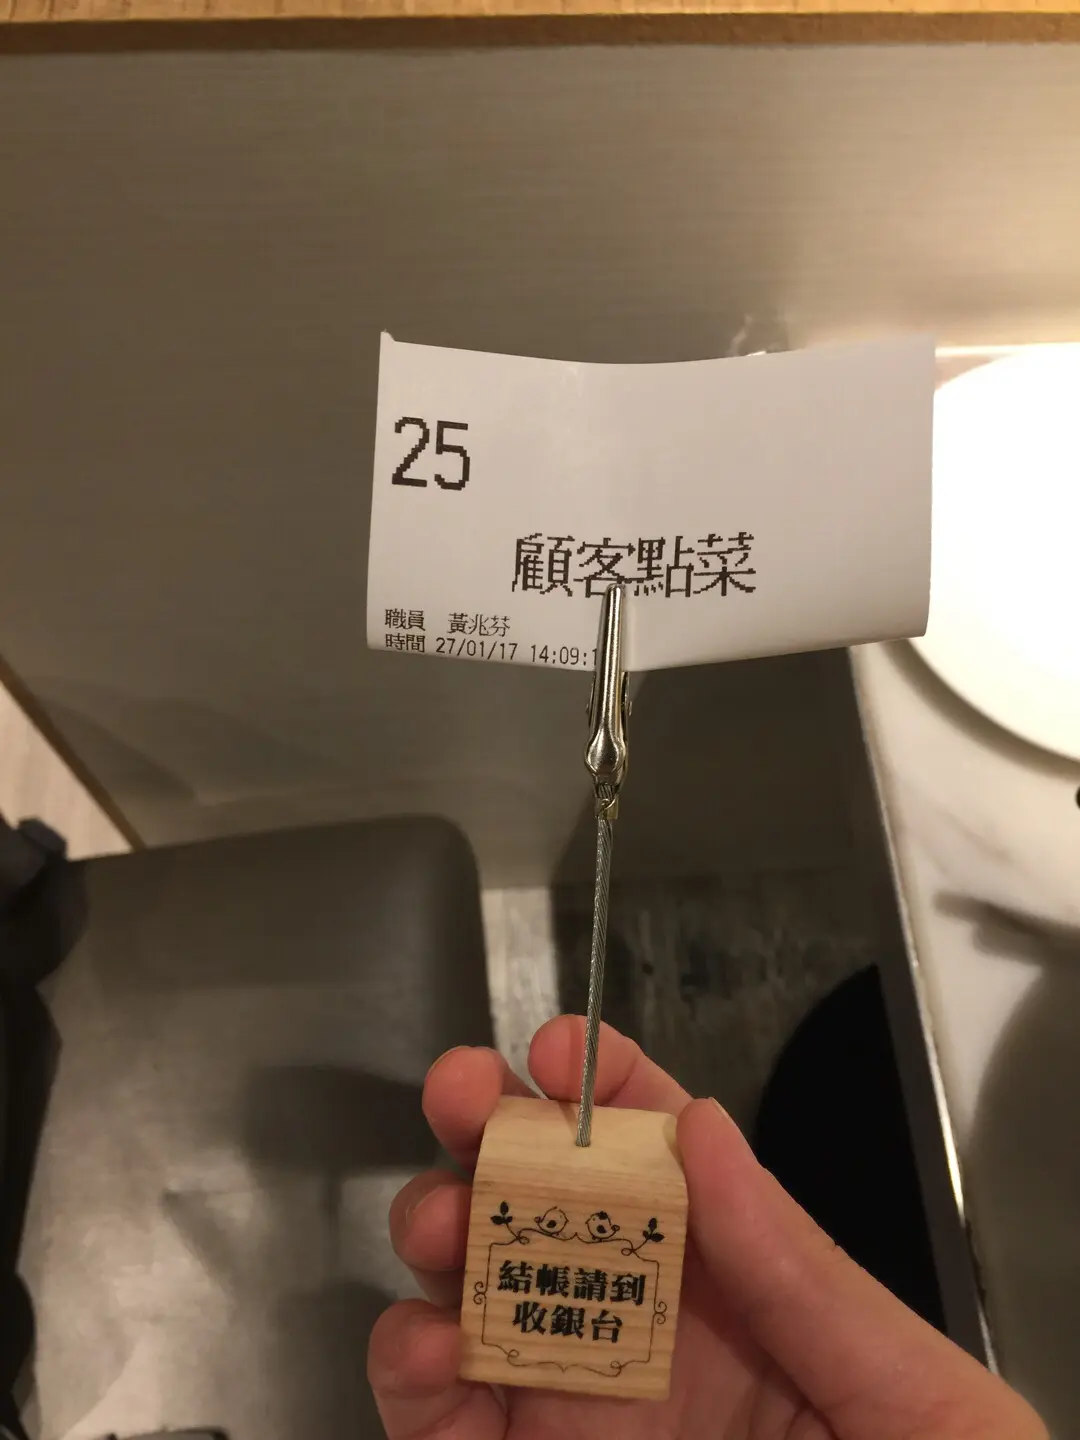 25
顧客點菜
職員 黃兆芬
時間 27/01/17 14:09:1
結帳請到
收銀台